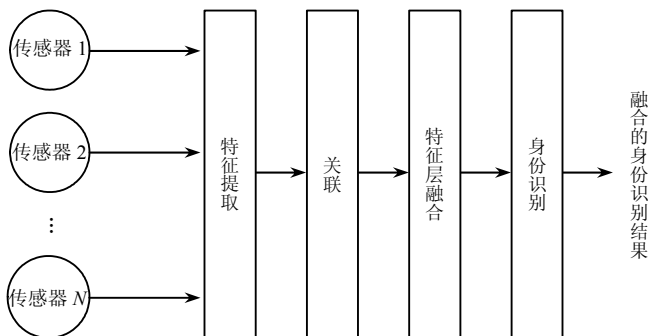 传感器 1
传感器 2
⋮
传感器 N
特征提取
关联
特征层融合
身份识别
融合的身份识别结果